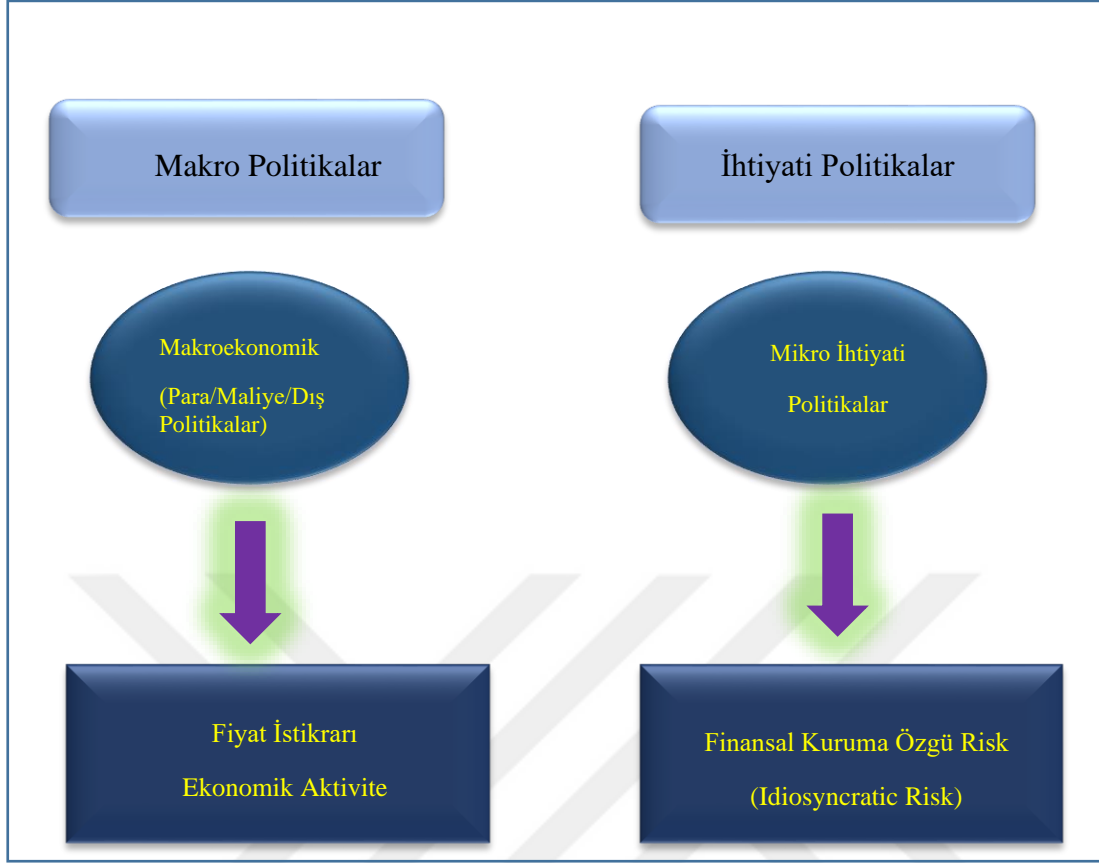 Makro Politikalar
İhtiyati Politikalar
Makroekonomik
(Para/Maliye/Dış
Politikalar)
Mikro İhtiyati
Politikalar
Fiyat İstikrarı
Ekonomik Aktivite
Finansal Kuruma Özgü Risk
(Idiosyncratic Risk)